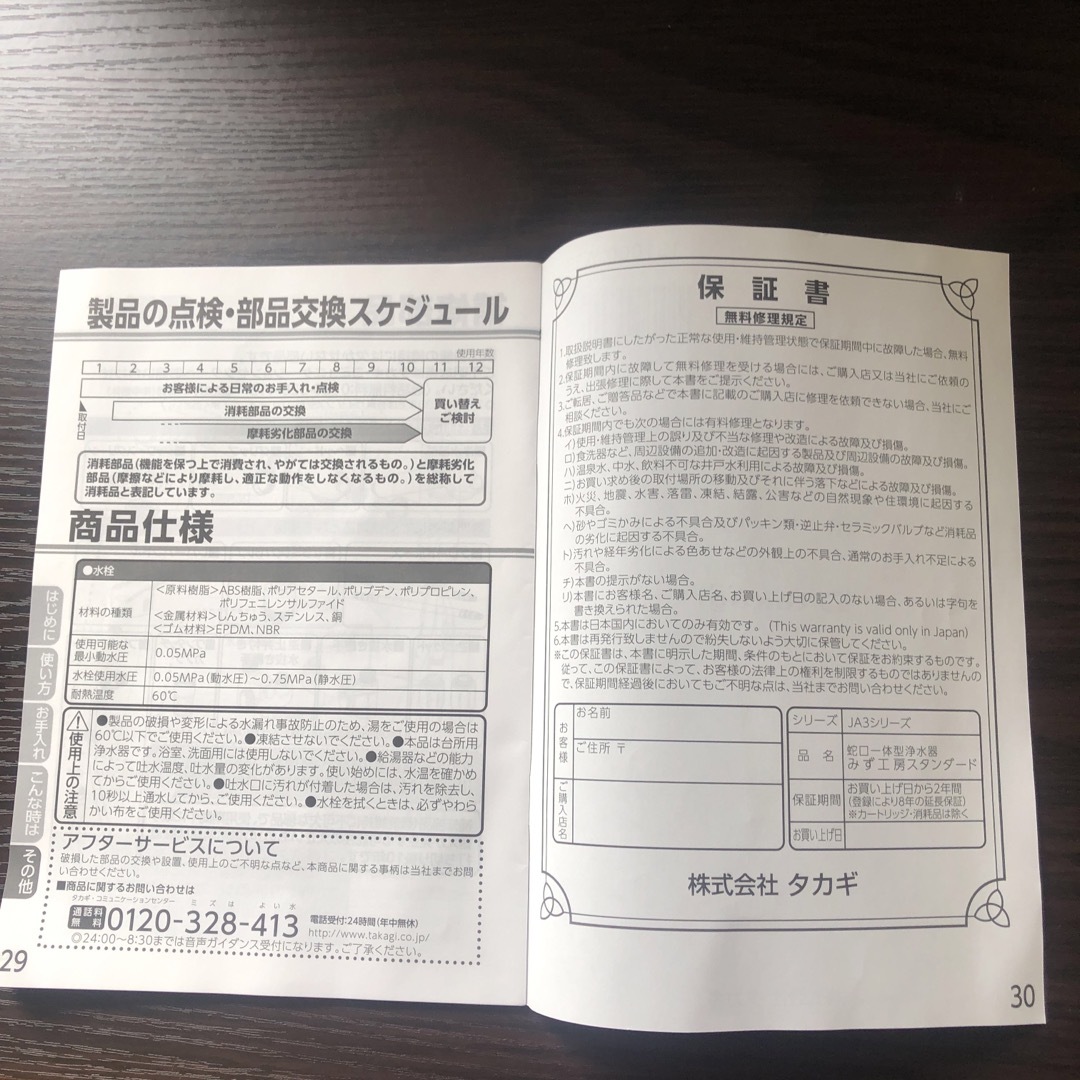 製品の点検・部品交換スケジュール
使用年数
1 2 3 4 5 6 7 8 9 10 11 12
お客様による日常のお手入れ・点検
消耗部品の交換
摩耗劣化部品の交換
買い替え
ご検討
取付日
消耗部品(機能を保つ上で消費され、やがては交換されるもの。)と摩耗劣化
部品(摩擦などにより摩耗し、適正な動作をしなくなるもの。)を総称して
消耗品と表記しています。
商品仕様
●水栓
材料の種類
<原料樹脂>ABS樹脂、ポリアセタール、ポリブデン、ポリプロピレン、
ポリフェニレンサルファイド
<金属材料>しんちゅう、ステンレス、銅
<ゴム材料>EPDM、NBR
使用可能な
最小動水圧
0.05MPa
水栓使用水圧
0.05MPa(動水圧)〜0.75MPa(静水圧)
耐熱温度
60℃
使用上の注意
●製品の破損や変形による水漏れ事故防止のため、湯をご使用の場合は
60℃以下でご使用ください。●凍結させないでください。●本品は台所用
浄水器です。浴室、洗面用には使用しないでください。●給湯器などの能力
によって吐水温度、吐水量の変化があります。使い始めには、水温を確かめ
てからご使用ください。●吐水口に汚れが付着した場合は、汚れを除去し、
10秒以上通水してから、ご使用ください。●水栓を拭くときは、必ずやわら
かい布をご使用ください。
アフターサービスについて
破損した部品の交換や設置、使用上のご不明な点など、本商品に関する事柄は当社までお問
い合わせください。
■商品に関するお問い合わせは
タカギ・コミュニケーションセンター
ミズは よい水
通話料
無料
0120-328-413
電話受付:24時間(年中無休)
http://www.takagi.co.jp/
◎24:00〜8:30までは音声ガイダンス受付になります。ご了承ください。
はじめに
使い方
お手入れ
こんな時は
その他
29
保証書
無料修理規定
1.取扱説明書にしたがった正常な使用・維持管理状態で保証期間中に故障した場合、無料
修理致します。
2.保証期間内に故障して無料修理を受ける場合には、ご購入店又は当社にご依頼の
うえ、出張修理に際して本書をご提示ください。
3.ご転居、ご贈答品などで本書に記載のご購入店に修理を依頼できない場合、当社にご
相談ください。
4.保証期間内でも次の場合には有料修理となります。
イ)使用・維持管理上の誤り及び不当な修理や改造による故障及び損傷。
ロ)食洗器など、周辺設備の追加・改造に起因する製品及び周辺設備の故障及び損傷。
ハ)温泉水、中水、飲料不可な井戸水利用による故障及び損傷。
ニ)お買い求め後の取付場所の移動及びそれに伴う落下などによる故障及び損傷。
ホ)火災、地震、水害、落雷、凍結、結露、公害などの自然現象や住環境に起因する
不具合。
ヘ)砂やゴミかみによる不具合及びパッキン類・逆止弁・セラミックバルブなど消耗品
の劣化に起因する不具合。
ト)汚れや経年劣化による色あせなどの外観上の不具合、通常のお手入れ不足による
不具合。
チ)本書の提示がない場合。
リ)本書にお客様名、ご購入店名、お買い上げ日の記入のない場合、あるいは字句を
書き換えられた場合。
5.本書は日本国内においてのみ有効です。(This warranty is valid only in Japan)
6.本書は再発行致しませんので紛失しないよう大切に保管してください。
※この保証書は、本書に明示した期間、条件のもとにおいて保証をお約束するものです。
従って、この保証書によって、お客様の法律上の権利を制限するものではありませんの
で、保証期間経過後においてもご不明な点は、当社までお問い合わせください。
お客様
お名前
ご住所 〒
ご購入店名
シリーズ
JA3シリーズ
品名
蛇口一体型浄水器
みず工房スタンダード
保証期間
お買い上げ日から2年間
(登録により8年の延長保証)
※カートリッジ・消耗品は除く
お買い上げ日
株式会社 タカギ
30